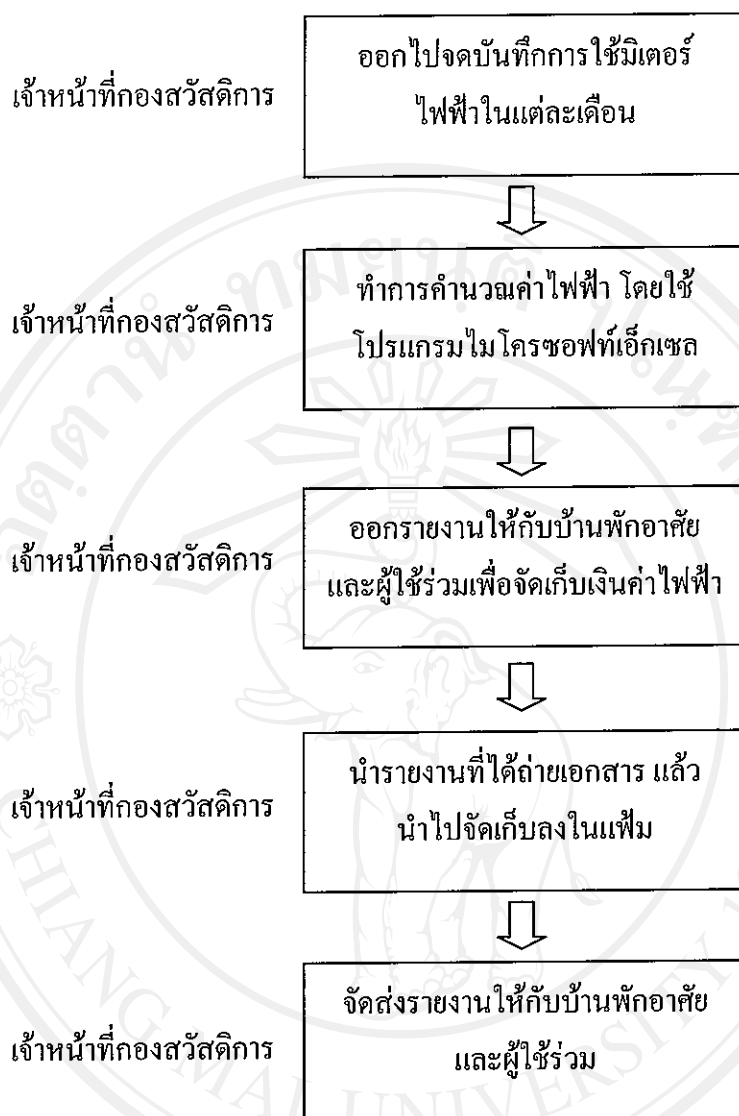 เจ้าหน้าที่กองสวัสดิการ
ออกไปจดบันทึกการใช้มิเตอร์
ไฟฟ้าในแต่ละเดือน
เจ้าหน้าที่กองสวัสดิการ
ทำการคำนวณค่าไฟฟ้า โดยใช้
โปรแกรมไมโครซอฟท์เอ็กเซล
เจ้าหน้าที่กองสวัสดิการ
ออกรายงานให้กับบ้านพักอาศัย
และผู้ใช้ร่วมเพื่อจัดเก็บเงินค่าไฟฟ้า
เจ้าหน้าที่กองสวัสดิการ
นำรายงานที่ได้ถ่ายเอกสาร แล้ว
นำไปจัดเก็บลงในแฟ้ม
เจ้าหน้าที่กองสวัสดิการ
จัดส่งรายงานให้กับบ้านพักอาศัย
และผู้ใช้ร่วม
CHIANG MAI UNIVERSITY